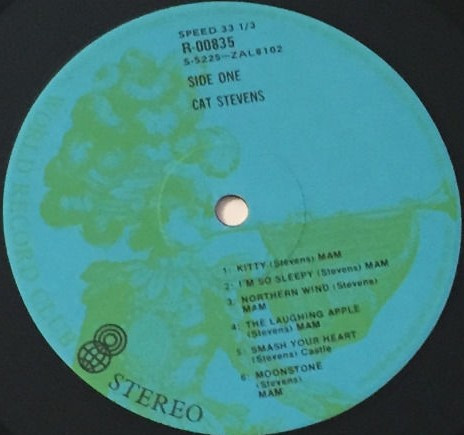 SPEED 33 1/3
R-00835
S-5225—ZAL8102
SIDE ONE
CAT STEVENS
1: KITTY (Stevens) MAM
2: I'M SO SLEEPY (Stevens) MAM
3: NORTHERN WIND (Stevens)
MAM
4: THE LAUGHING APPLE
(Stevens) MAM
5: SMASH YOUR HEART
(Stevens) Castle
6: MOONSTONE
(Stevens)
MAM
STEREO
WORLD RECORD